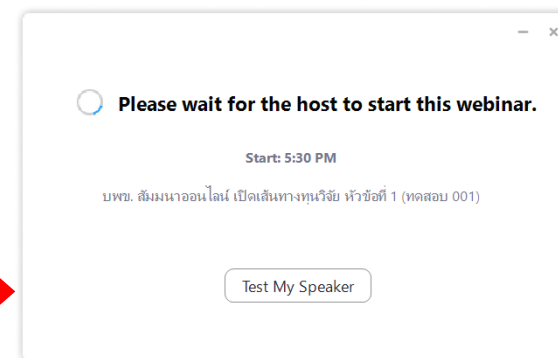 Please wait for the host to start this webinar.
Start: 5:30 PM
บพข. สัมมนาออนไลน์ เปิดเส้นทางทุนวิจัย หัวข้อที่ 1 (ทดสอบ 001)
Test My Speaker